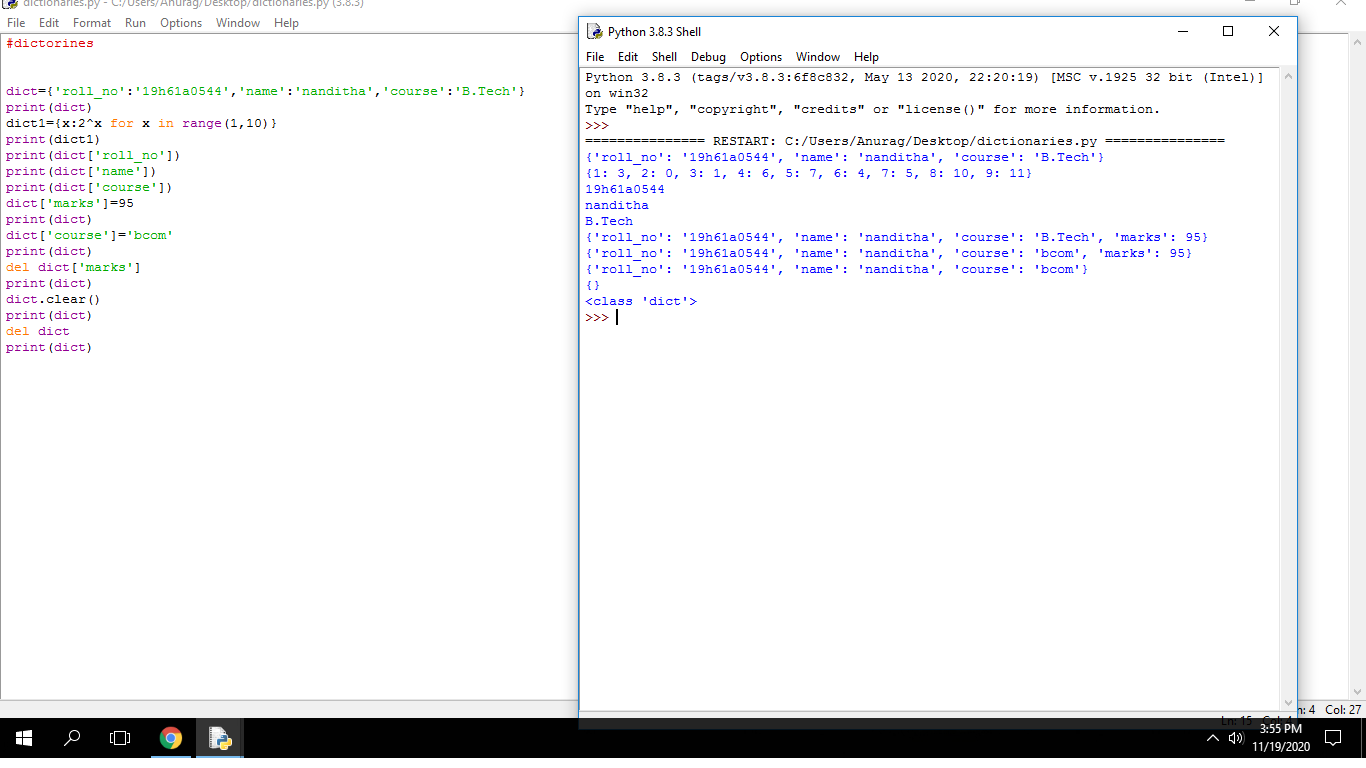 dictionaries.py - C:/Users/Anurag/Desktop/dictionaries.py (3.8.3)
File Edit Format Run Options Window Help
#dictorines
dict={'roll_no':'19h61a0544','name':'nanditha','course':'B.Tech'}
print(dict)
dict1={x:2^x for x in range(1,10)}
print(dict1)
print(dict['roll_no'])
print(dict['name'])
print(dict['course'])
dict['marks']=95
print(dict)
dict['course']='bcom'
print(dict)
del dict['marks']
print(dict)
dict.clear()
print(dict)
del dict
print(dict)
Python 3.8.3 Shell
File Edit Shell Debug Options Window Help
Python 3.8.3 (tags/v3.8.3:6f8c832, May 13 2020, 22:20:19) [MSC v.1925 32 bit (Intel)]
on win32
Type "help", "copyright", "credits" or "license()" for more information.
>>>
=============== RESTART: C:/Users/Anurag/Desktop/dictionaries.py ===============
{'roll_no': '19h61a0544', 'name': 'nanditha', 'course': 'B.Tech'}
{1: 3, 2: 0, 3: 1, 4: 6, 5: 7, 6: 4, 7: 5, 8: 10, 9: 11}
19h61a0544
nanditha
B.Tech
{'roll_no': '19h61a0544', 'name': 'nanditha', 'course': 'B.Tech', 'marks': 95}
{'roll_no': '19h61a0544', 'name': 'nanditha', 'course': 'bcom', 'marks': 95}
{'roll_no': '19h61a0544', 'name': 'nanditha', 'course': 'bcom'}
{}
<class 'dict'>
>>>
n: 4 Col: 27
Ln: 15
3:55 PM
11/19/2020